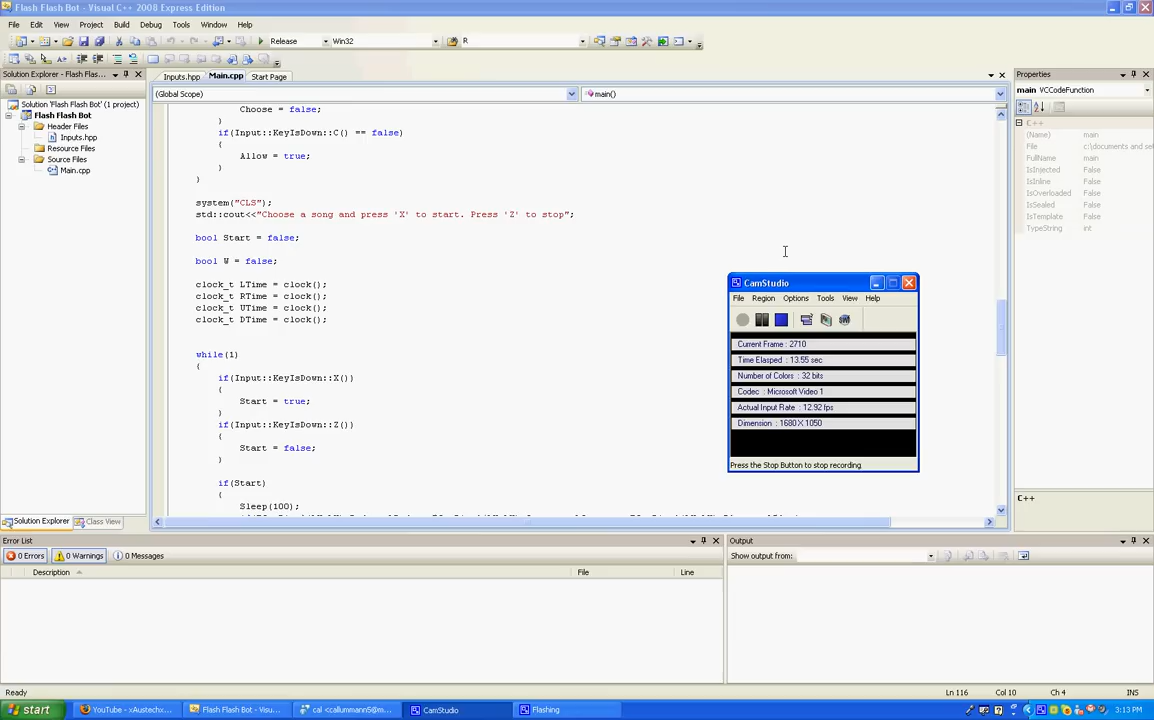 Flash Flash Bot - Visual C++ 2008 Express Edition
File Edit View Project Build Debug Tools Window Help
Release Win32 R
Solution Explorer - Flash Flas...
Inputs.hpp Main.cpp Start Page
Properties
(Global Scope) main()
main VCCodeFunction
Solution 'Flash Flash Bot' (1 project)
Flash Flash Bot
Header Files
Inputs.hpp
Resource Files
Source Files
Main.cpp
Choose = false;
}
if(Input::KeyIsDown::C() == false)
{
Allow = true;
}
}
system("CLS");
std::cout<<"Choose a song and press 'X' to start. Press 'Z' to stop";
bool Start = false;
bool W = false;
clock_t LTime = clock();
clock_t RTime = clock();
clock_t UTime = clock();
clock_t DTime = clock();
while(1)
{
if(Input::KeyIsDown::X())
{
Start = true;
}
if(Input::KeyIsDown::Z())
{
Start = false;
}
if(Start)
{
Sleep(100);
CamStudio
File Region Options Tools View Help
Current Frame : 2710
Time Elasped : 13.55 sec
Number of Colors : 32 bits
Codec : Microsoft Video 1
Actual Input Rate : 12.92 fps
Dimension : 1680 X 1050
Press the Stop Button to stop recording
C++
(Name) main
File c:\documents and se
FullName main
IsInjected False
IsInline False
IsOverloaded False
IsSealed False
IsTemplate False
TypeString int
C++
Solution Explorer Class View
Error List
0 Errors 0 Warnings 0 Messages
Description File Line
Output
Show output from:
Ready Ln 116 Col 10 Ch 4 INS
start YouTube - xAustechx... Flash Flash Bot - Visu... cal <callummann5@m... CamStudio Flashing 3:13 PM